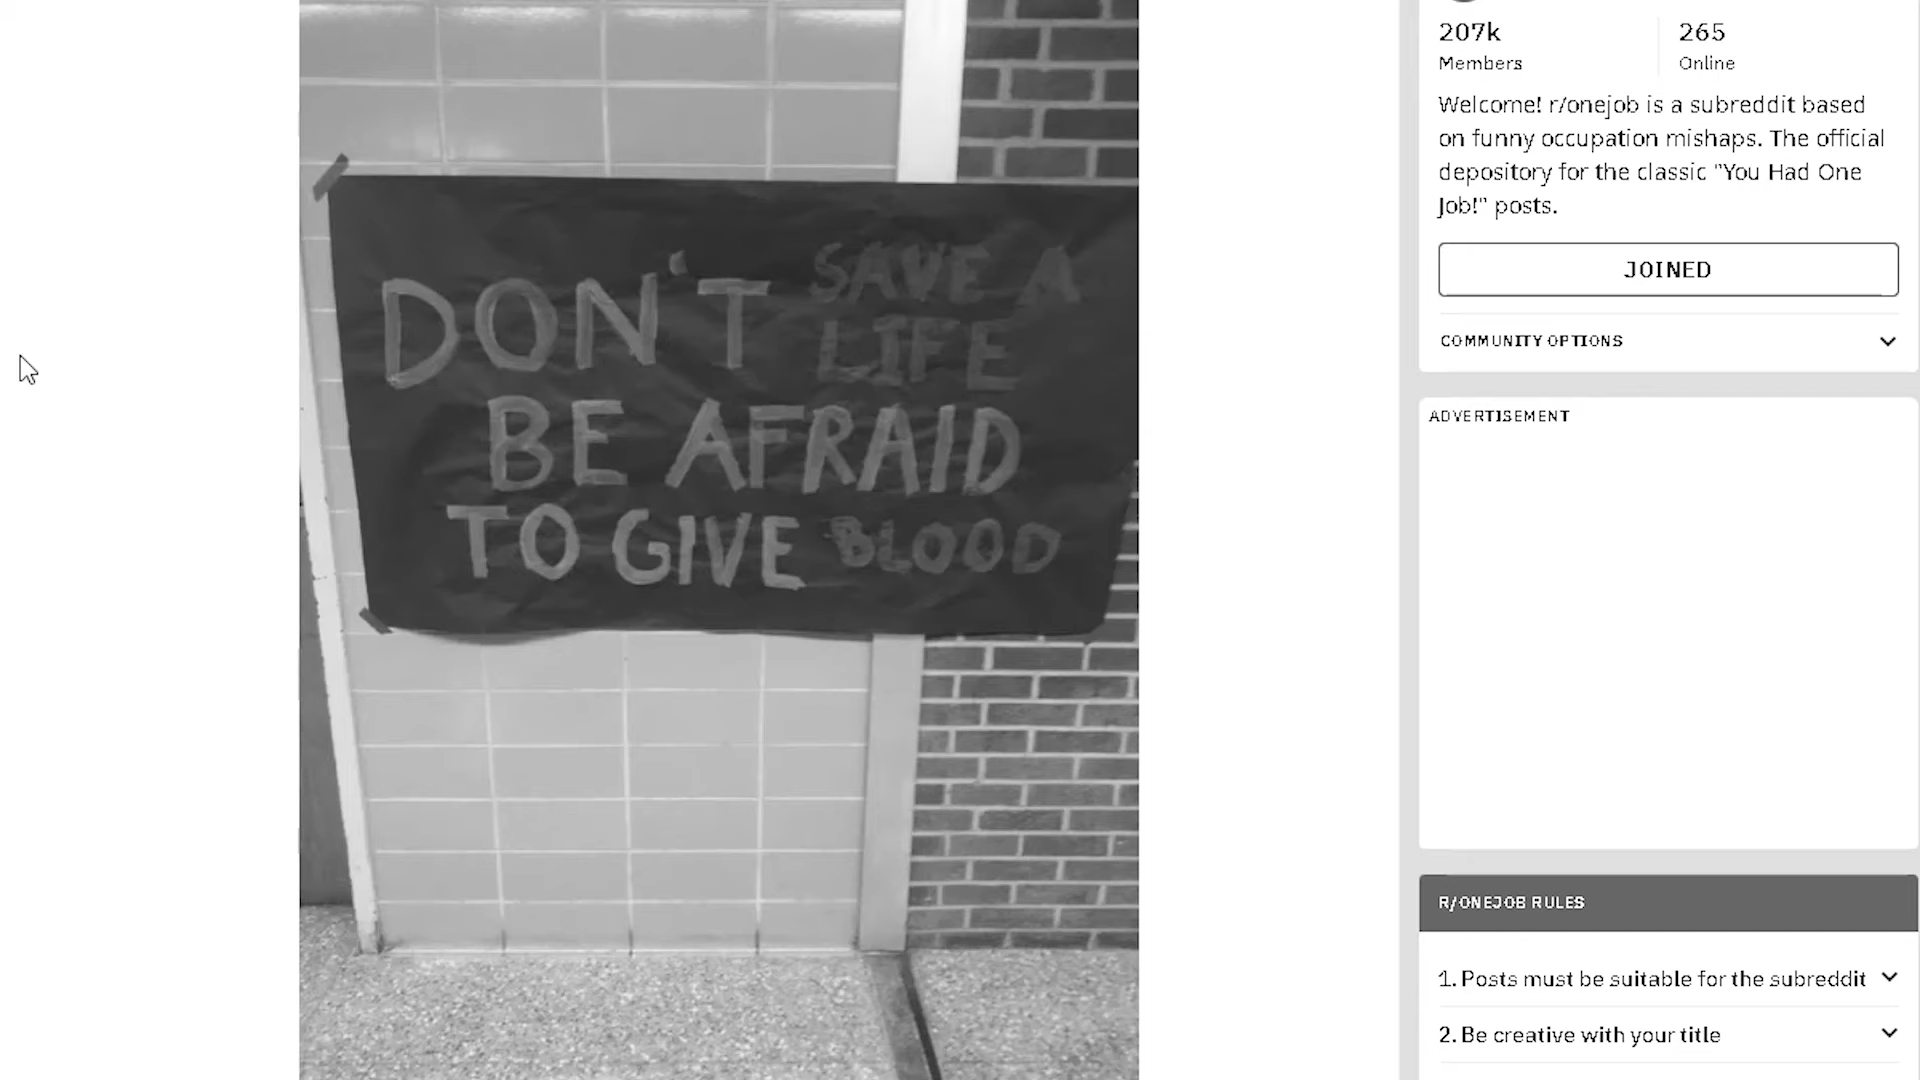 DON'T SAVE A
LIFE
BE AFRAID
TO GIVE BLOOD
207k
Members
265
Online
Welcome! r/onejob is a subreddit based
on funny occupation mishaps. The official
depository for the classic "You Had One
Job!" posts.
JOINED
COMMUNITY OPTIONS
ADVERTISEMENT
R/ONEJOB RULES
1. Posts must be suitable for the subreddit
2. Be creative with your title